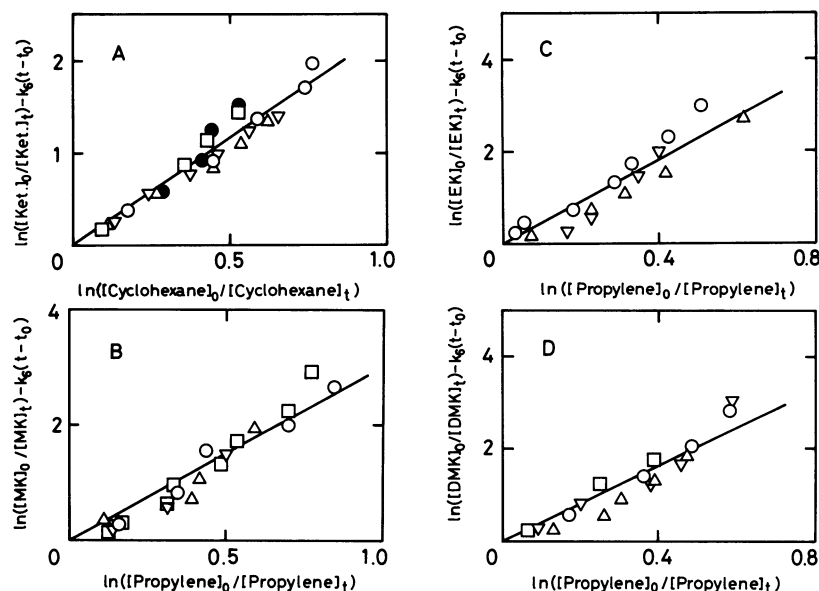 A
ln([Ket.]₀/[Ket.]ₜ)-k₆(t-t₀)
2
1
0
0.5
1.0
ln([Cyclohexane]₀/[Cyclohexane]ₜ)
C
ln([EK]₀/[EK]ₜ)-k₆(t-t₀)
4
2
0
0.4
0.8
ln([Propylene]₀/[Propylene]ₜ)
B
ln([MK]₀/[MK]ₜ)-k₆(t-t₀)
4
2
0
0.5
1.0
ln([Propylene]₀/[Propylene]ₜ)
D
ln([DMK]₀/[DMK]ₜ)-k₆(t-t₀)
4
2
0
0.4
0.8
ln([Propylene]₀/[Propylene]ₜ)